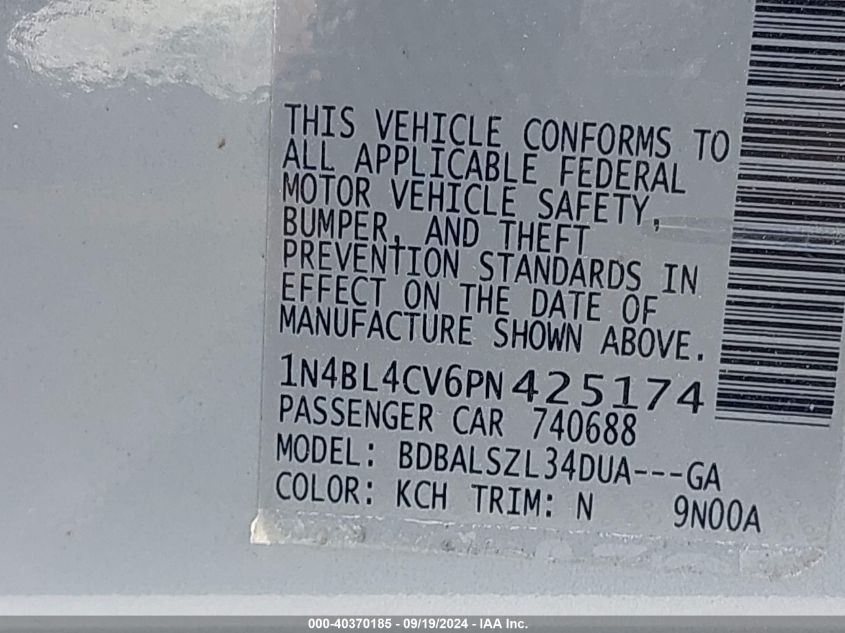 THIS VEHICLE CONFORMS TO
ALL APPLICABLE FEDERAL
MOTOR VEHICLE SAFETY,
BUMPER, AND THEFT
PREVENTION STANDARDS IN
EFFECT ON THE DATE OF
MANUFACTURE SHOWN ABOVE.
1N4BL4CV6PN425174
PASSENGER CAR 740688
MODEL: BDBALSZL34DUA---GA
COLOR: KCH TRIM: N 9N00A
000-40370185 - 09/19/2024 - IAA Inc.